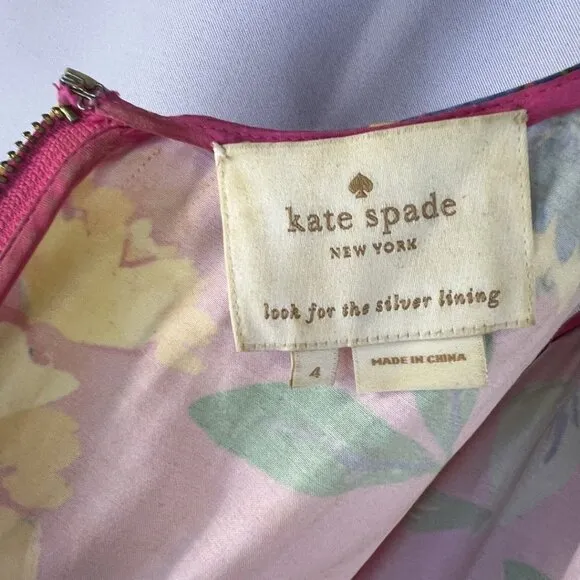 kate spade
NEW YORK
look for the silver lining
4
MADE IN CHINA